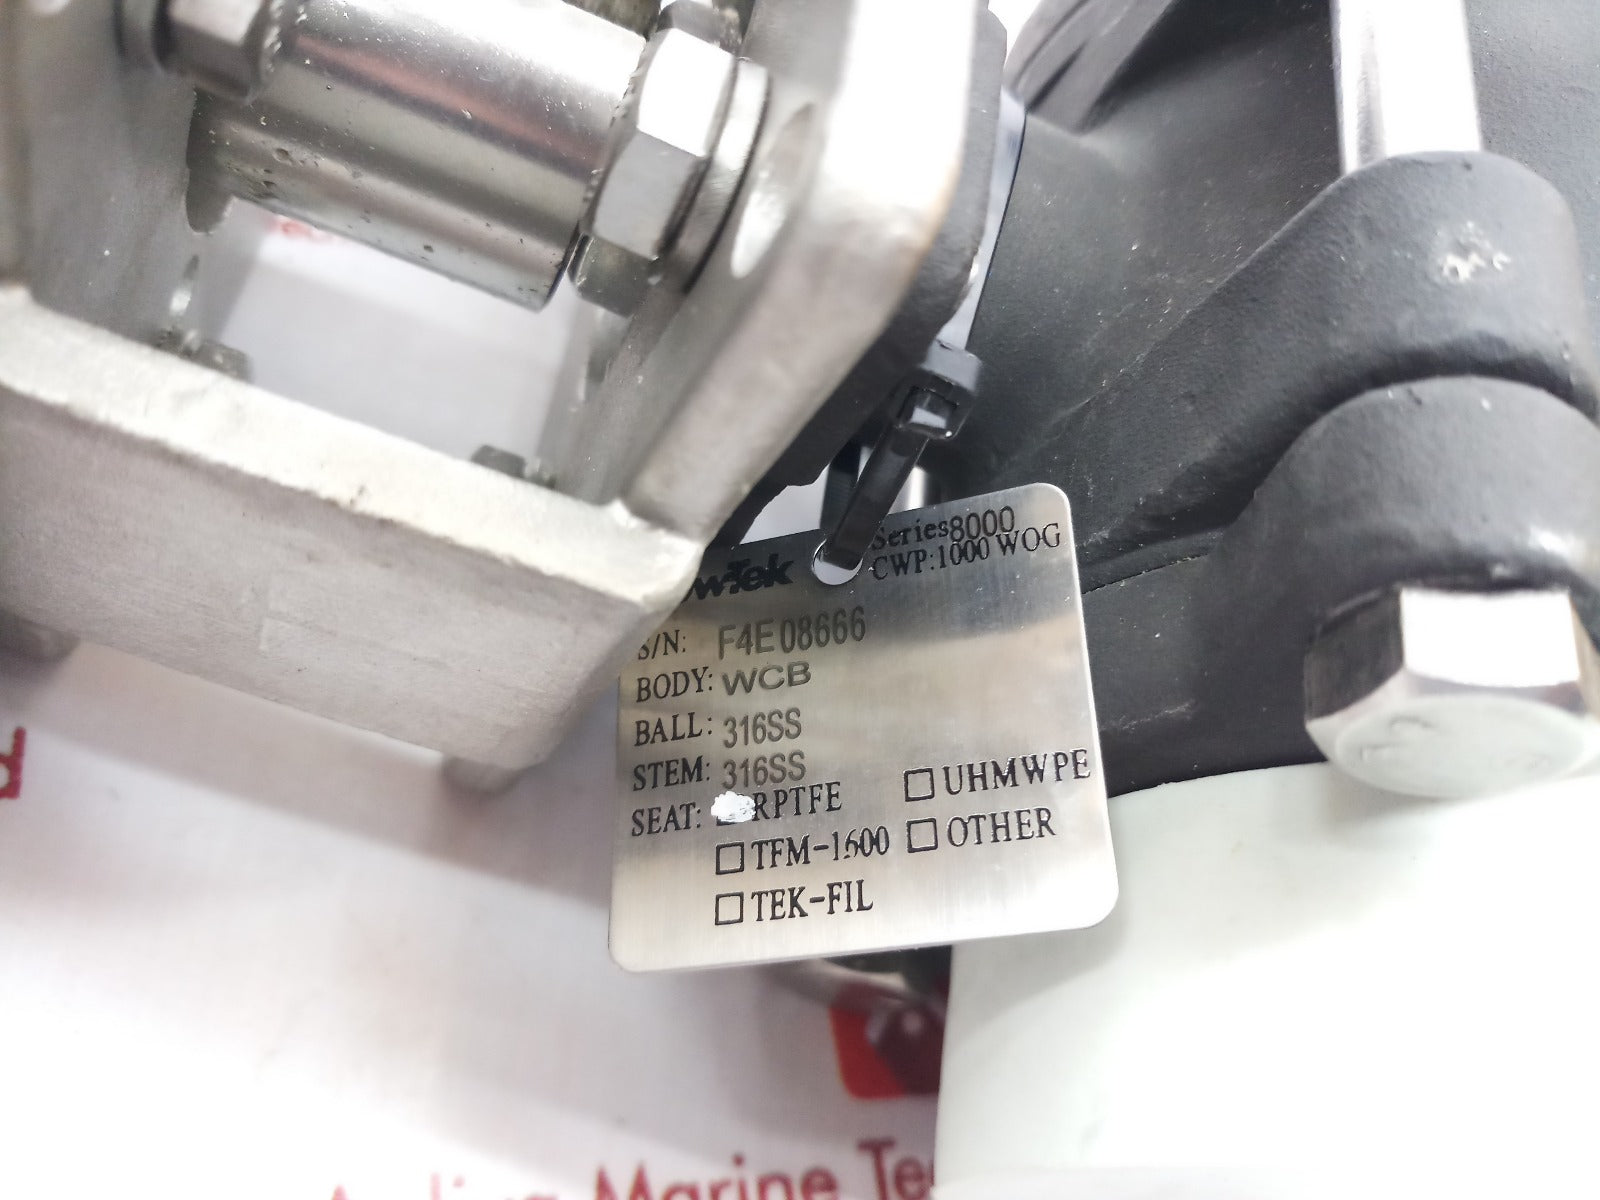 Series8000
CWP:1000 WOG
S/N: F4E08666
BODY: WCB
BALL: 316SS
STEM: 316SS
SEAT: RPTFE UHMWPE
TFM-1600 OTHER
TEK-FIL
Marine